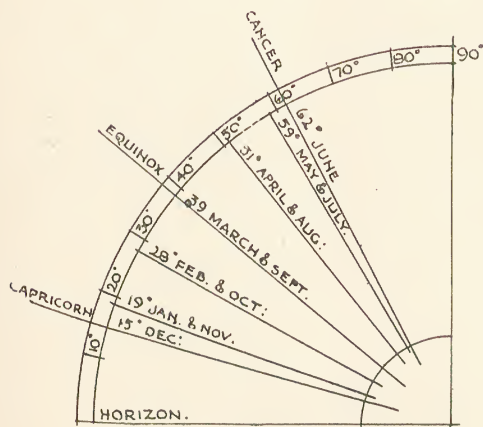 CANCER
90°
80°
70°
60°
62° JUNE
59° MAY & JULY.
50°
31° APRIL & AUG:
EQUINOX
40°
39 MARCH & SEPT.
30°
28° FEB. & OCT:
20°
19° JAN. & NOV.
CAPRICORN
15° DEC:
10°
HORIZON.